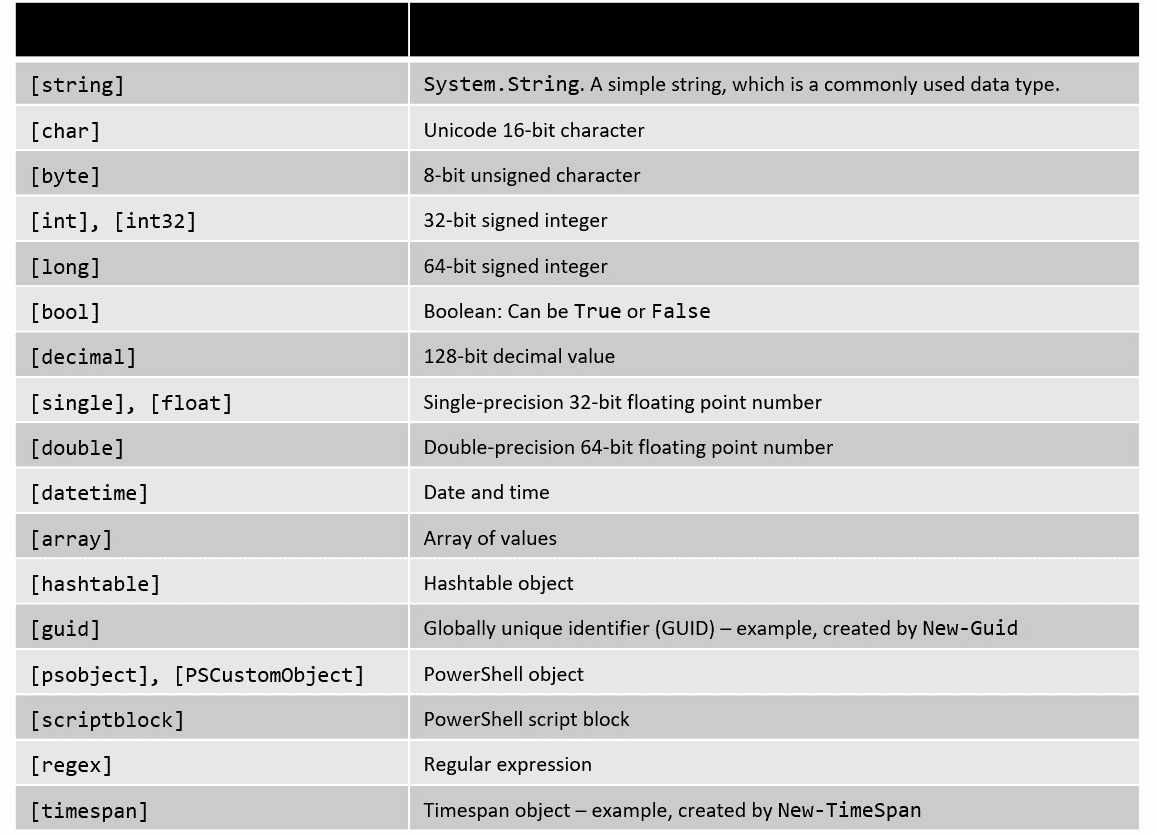 [string] System.String. A simple string, which is a commonly used data type.
[char] Unicode 16-bit character
[byte] 8-bit unsigned character
[int], [int32] 32-bit signed integer
[long] 64-bit signed integer
[bool] Boolean: Can be True or False
[decimal] 128-bit decimal value
[single], [float] Single-precision 32-bit floating point number
[double] Double-precision 64-bit floating point number
[datetime] Date and time
[array] Array of values
[hashtable] Hashtable object
[guid] Globally unique identifier (GUID) – example, created by New-Guid
[psobject], [PSCustomObject] PowerShell object
[scriptblock] PowerShell script block
[regex] Regular expression
[timespan] Timespan object – example, created by New-TimeSpan